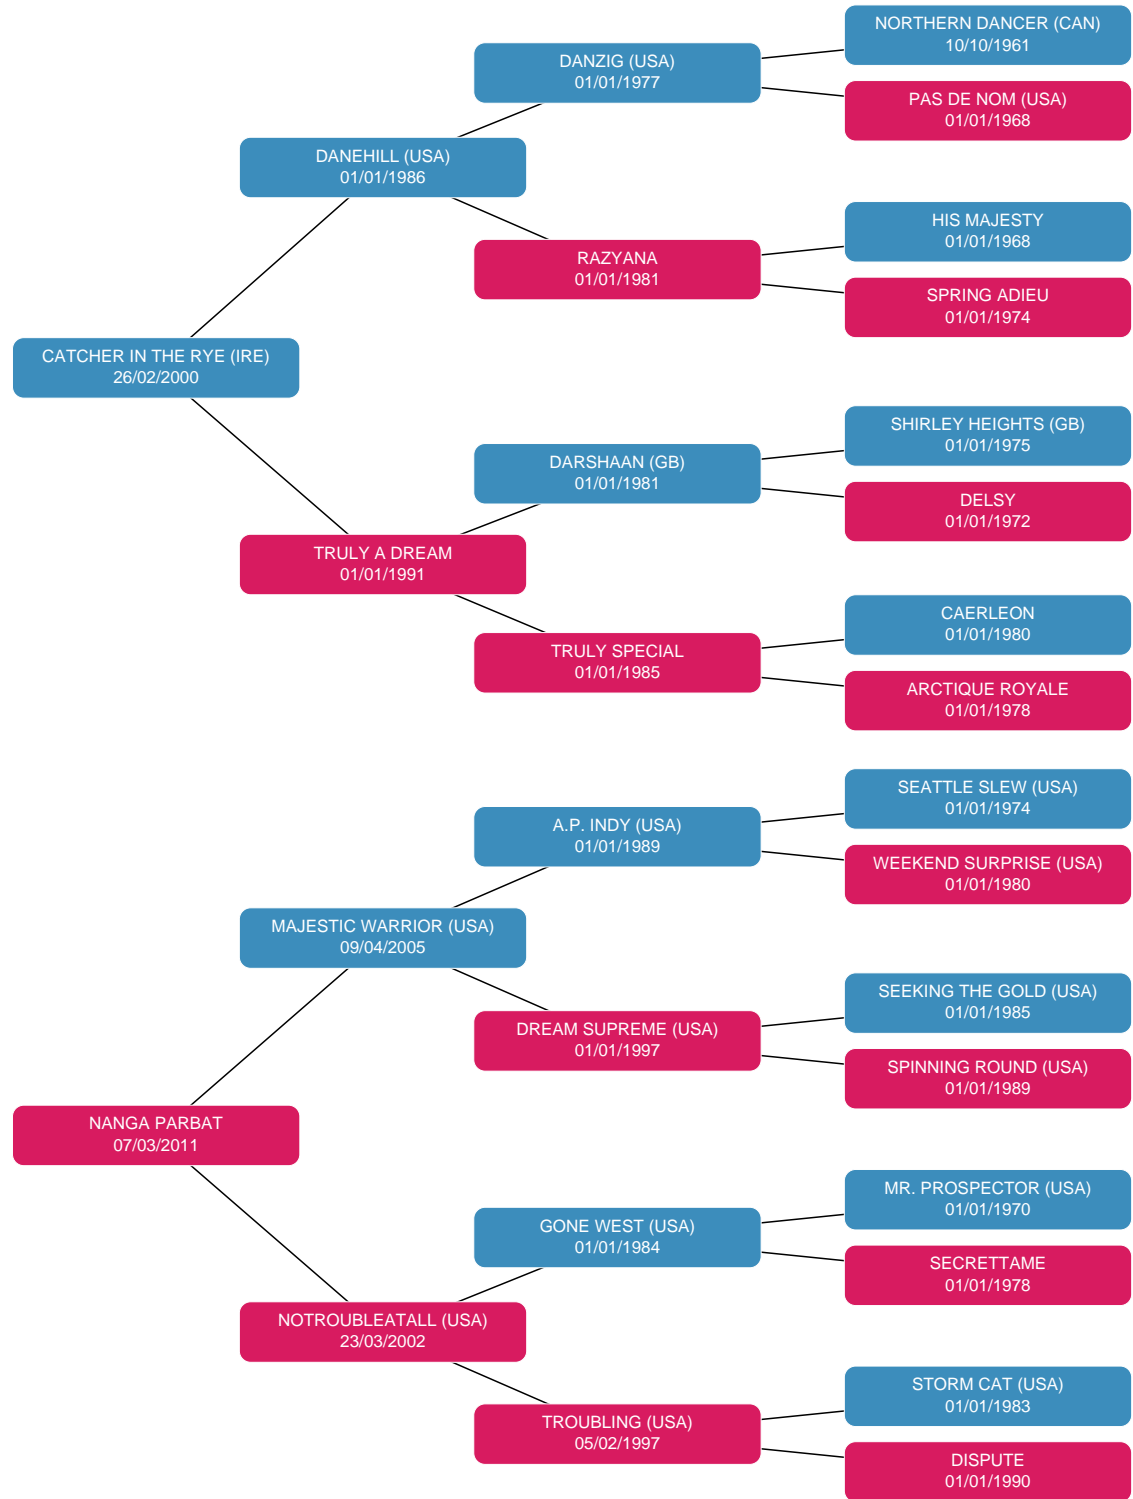 NORTHERN DANCER (CAN)
10/10/1961
DANZIG (USA)
01/01/1977
PAS DE NOM (USA)
01/01/1968
DANEHILL (USA)
01/01/1986
HIS MAJESTY
01/01/1968
RAZYANA
01/01/1981
SPRING ADIEU
01/01/1974
CATCHER IN THE RYE (IRE)
26/02/2000
SHIRLEY HEIGHTS (GB)
01/01/1975
DARSHAAN (GB)
01/01/1981
DELSY
01/01/1972
TRULY A DREAM
01/01/1991
CAERLEON
01/01/1980
TRULY SPECIAL
01/01/1985
ARCTIQUE ROYALE
01/01/1978
SEATTLE SLEW (USA)
01/01/1974
A.P. INDY (USA)
01/01/1989
WEEKEND SURPRISE (USA)
01/01/1980
MAJESTIC WARRIOR (USA)
09/04/2005
SEEKING THE GOLD (USA)
01/01/1985
DREAM SUPREME (USA)
01/01/1997
SPINNING ROUND (USA)
01/01/1989
NANGA PARBAT
07/03/2011
MR. PROSPECTOR (USA)
01/01/1970
GONE WEST (USA)
01/01/1984
SECRETTAME
01/01/1978
NOTROUBLEATALL (USA)
23/03/2002
STORM CAT (USA)
01/01/1983
TROUBLING (USA)
05/02/1997
DISPUTE
01/01/1990